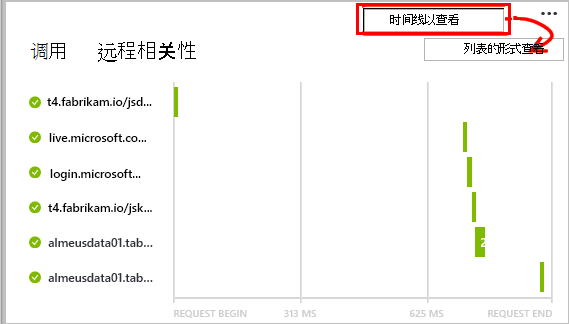 时间线以查看
...
列表的形式查看
调用 远程相关性
t4.fabrikam.io/jsd...
live.microsoft.co...
login.microsoft...
t4.fabrikam.io/jsk...
almeusdata01.tab...
2
almeusdata01.tab...
REQUEST BEGIN 313 MS 625 MS REQUEST END